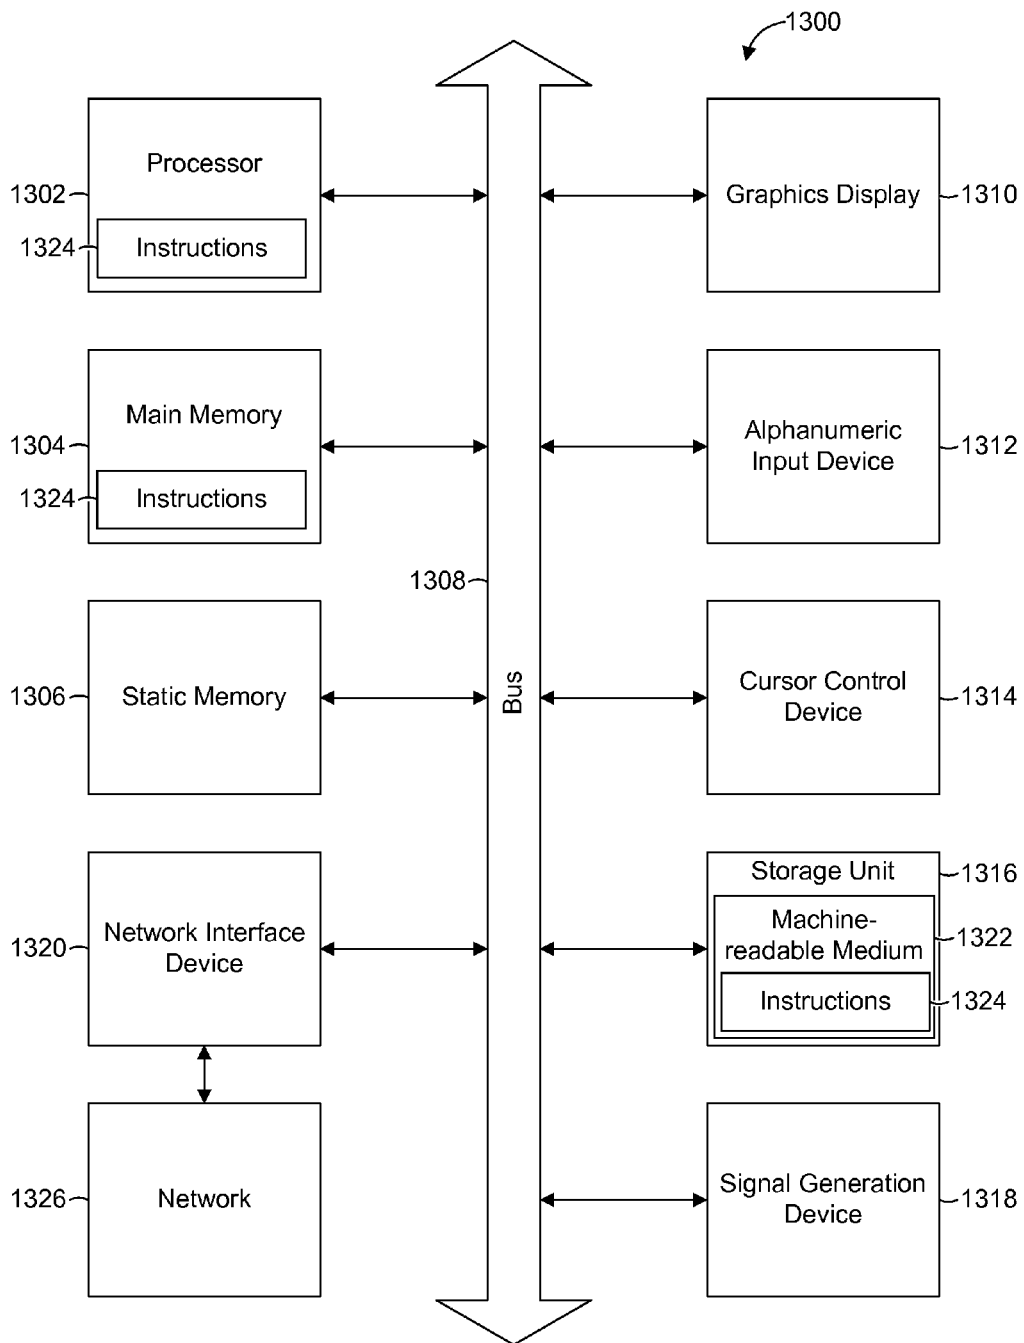 1300
Processor
1302
1324
Instructions
Graphics Display
1310
Main Memory
1304
1324
Instructions
Alphanumeric
Input Device
1312
1308
Bus
Static Memory
1306
Cursor Control
Device
1314
Network Interface
Device
1320
Storage Unit
1316
Machine-
readable Medium
1322
Instructions
1324
Network
1326
Signal Generation
Device
1318